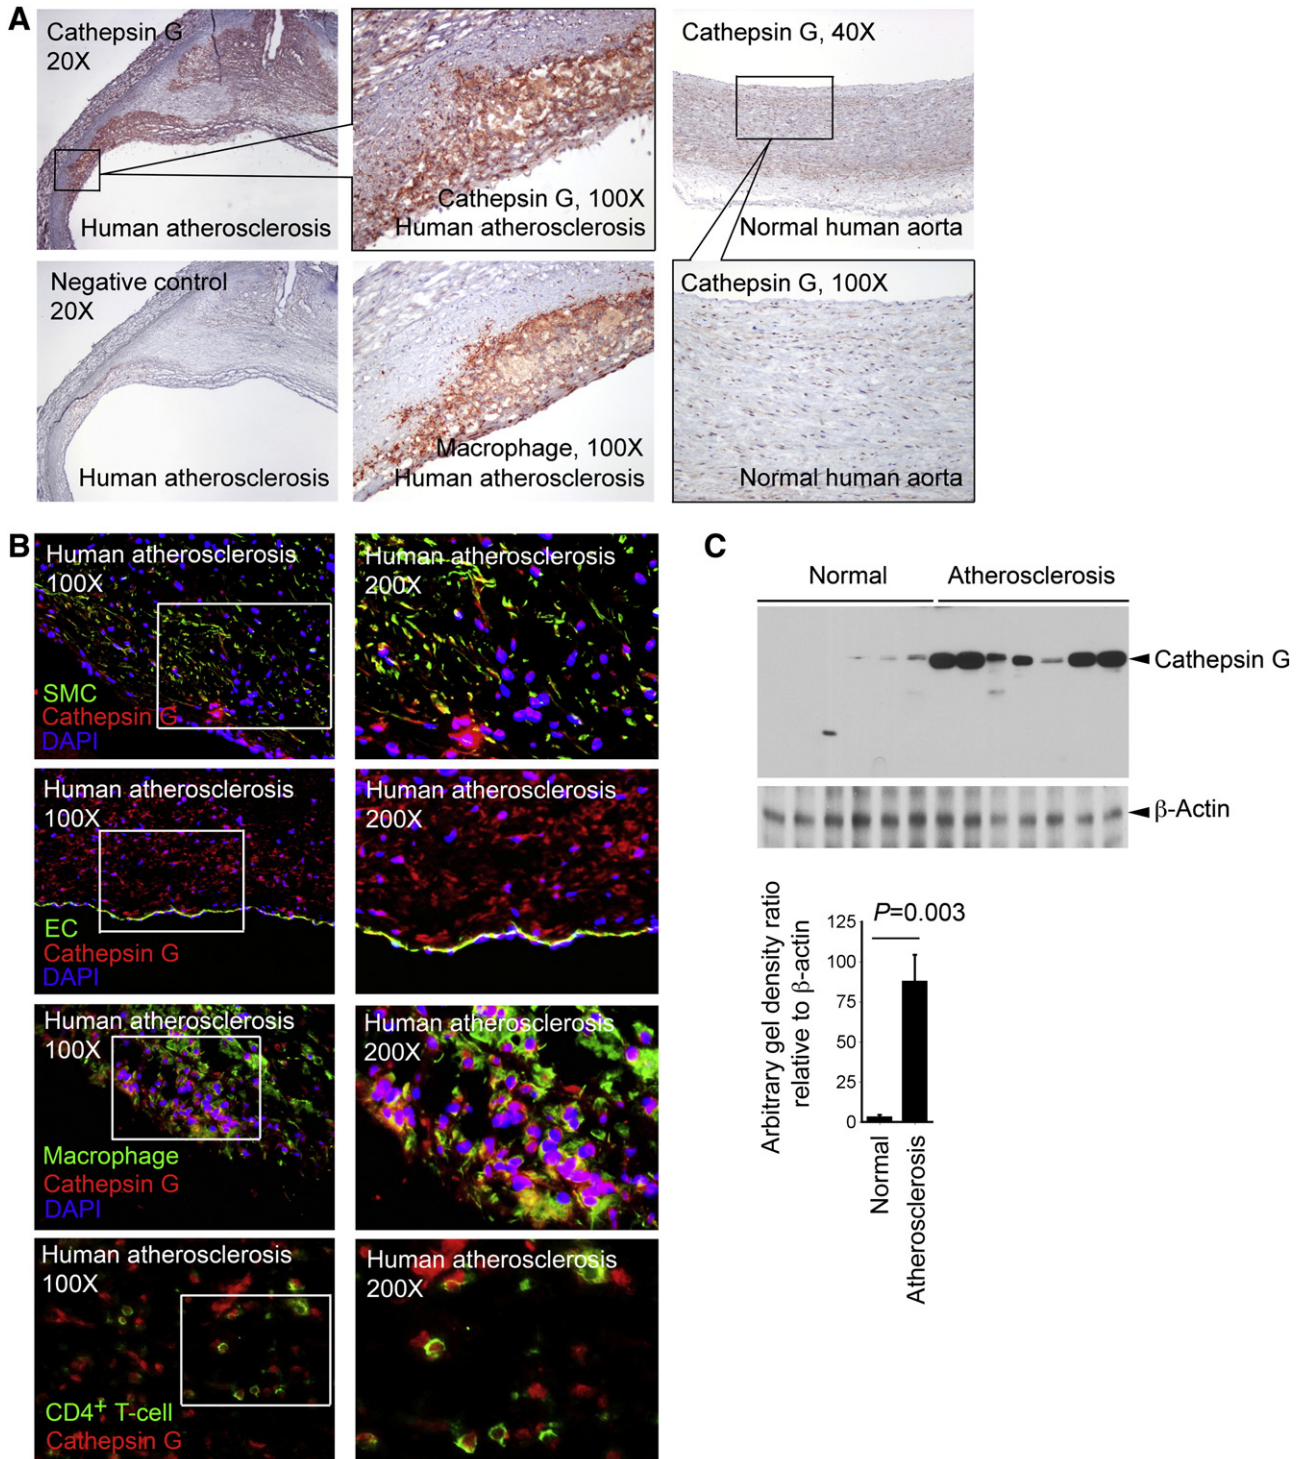 A
Cathepsin G
20X
Human atherosclerosis
Cathepsin G, 100X
Human atherosclerosis
Cathepsin G, 40X
Normal human aorta
Negative control
20X
Human atherosclerosis
Macrophage, 100X
Human atherosclerosis
Cathepsin G, 100X
Normal human aorta
B
Human atherosclerosis
100X
SMC
Cathepsin G
DAPI
Human atherosclerosis
200X
Human atherosclerosis
100X
EC
Cathepsin G
DAPI
Human atherosclerosis
200X
Human atherosclerosis
100X
Macrophage
Cathepsin G
DAPI
Human atherosclerosis
200X
Human atherosclerosis
100X
CD4⁺ T-cell
Cathepsin G
Human atherosclerosis
200X
C
Normal
Atherosclerosis
Cathepsin G
β-Actin
Arbitrary gel density ratio
relative to β-actin
P=0.003
125
100
75
50
25
0
Normal
Atherosclerosis